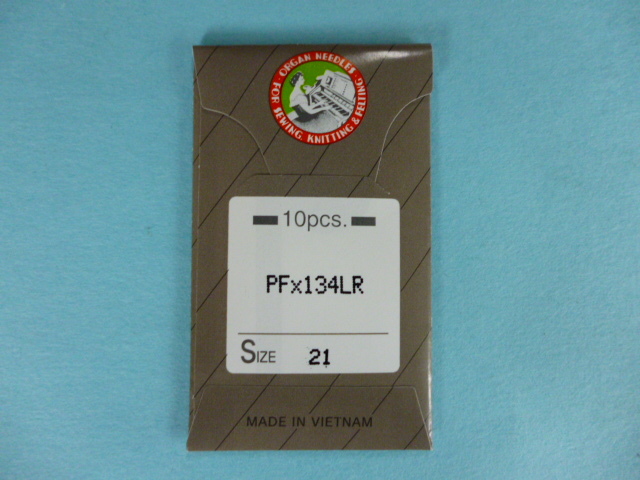 ORGAN NEEDLES
FOR SEWING, KNITTING & FELTING
10pcs.
PFx134LR
SIZE 21
MADE IN VIETNAM